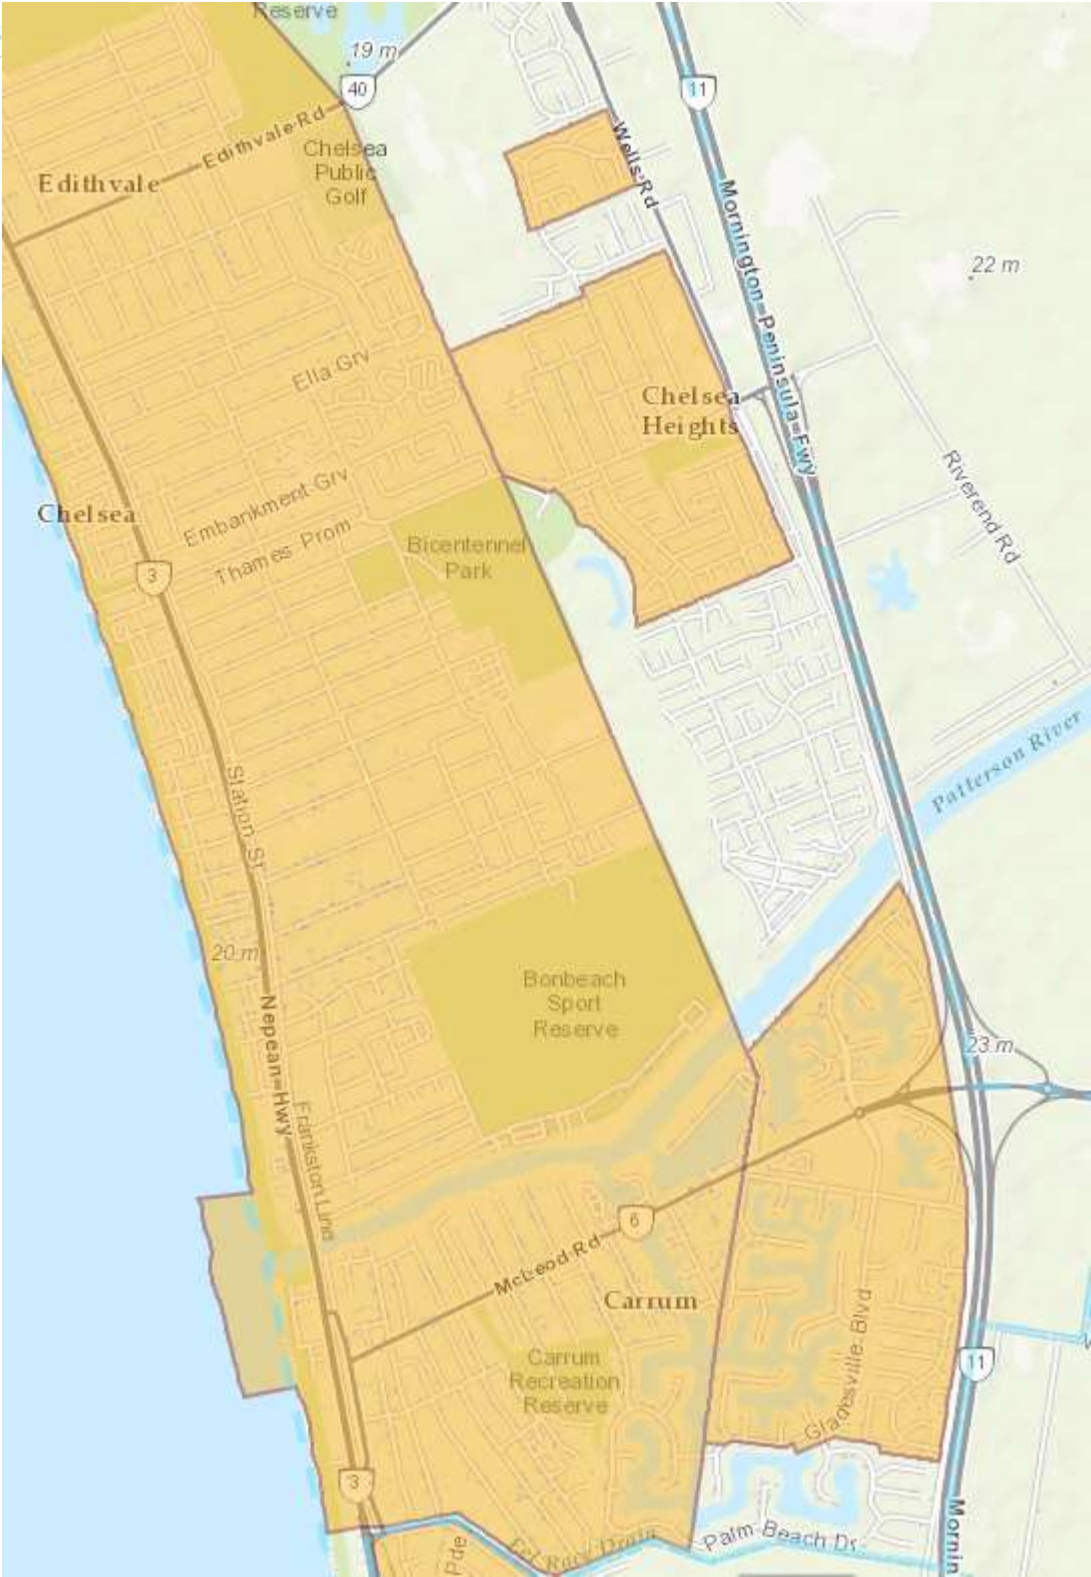 Reserve
19 m
40
11
Edithvale Rd
Wells Rd
Chelsea
Public
Golf
Edithvale
Mornington Peninsula Fwy
22 m
Ella Grv
Chelsea
Heights
Riverend Rd
Embankment Grv
Chelsea
Thames Prom
Bicentennel
Park
3
Patterson River
Station St
20 m
Bonbeach
Sport
Reserve
Nepean Hwy
23 m
Frankston Line
6
McLeod Rd
Carrum
Gladesville Blvd
11
Carrum
Recreation
Reserve
3
Mornin
Palm Beach Dr
Pde